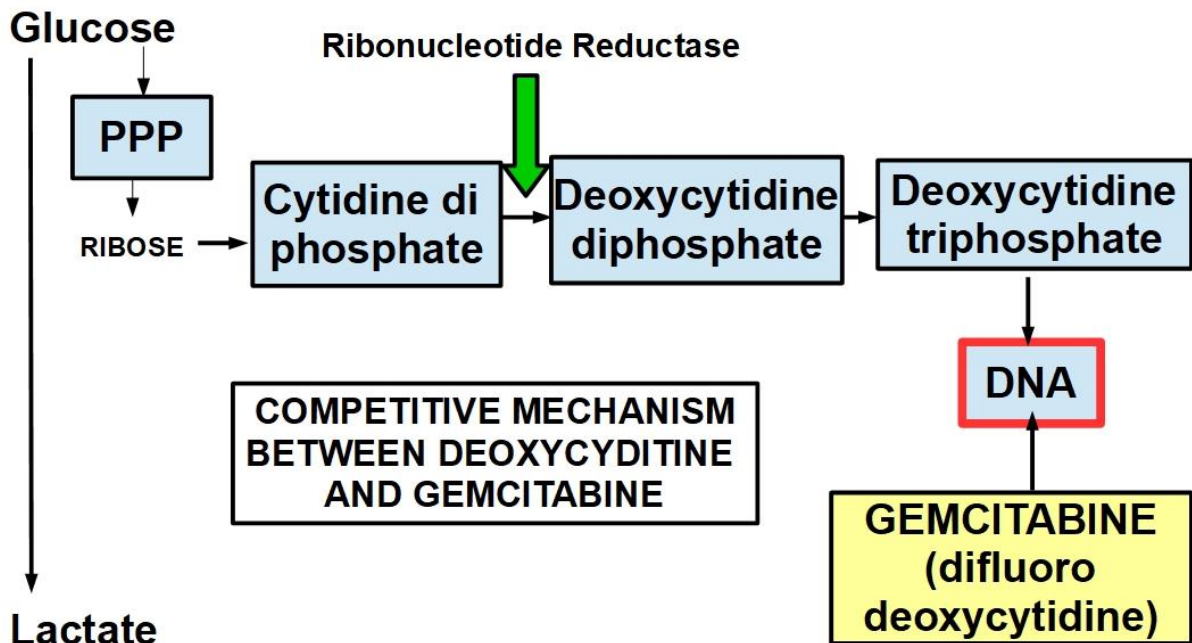 Glucose
Ribonucleotide Reductase
PPP
RIBOSE
Cytidine di
phosphate
Deoxycytidine
diphosphate
Deoxycytidine
triphosphate
DNA
COMPETITIVE MECHANISM
BETWEEN DEOXYCYDITINE
AND GEMCITABINE
GEMCITABINE
(difluoro
deoxycytidine)
Lactate